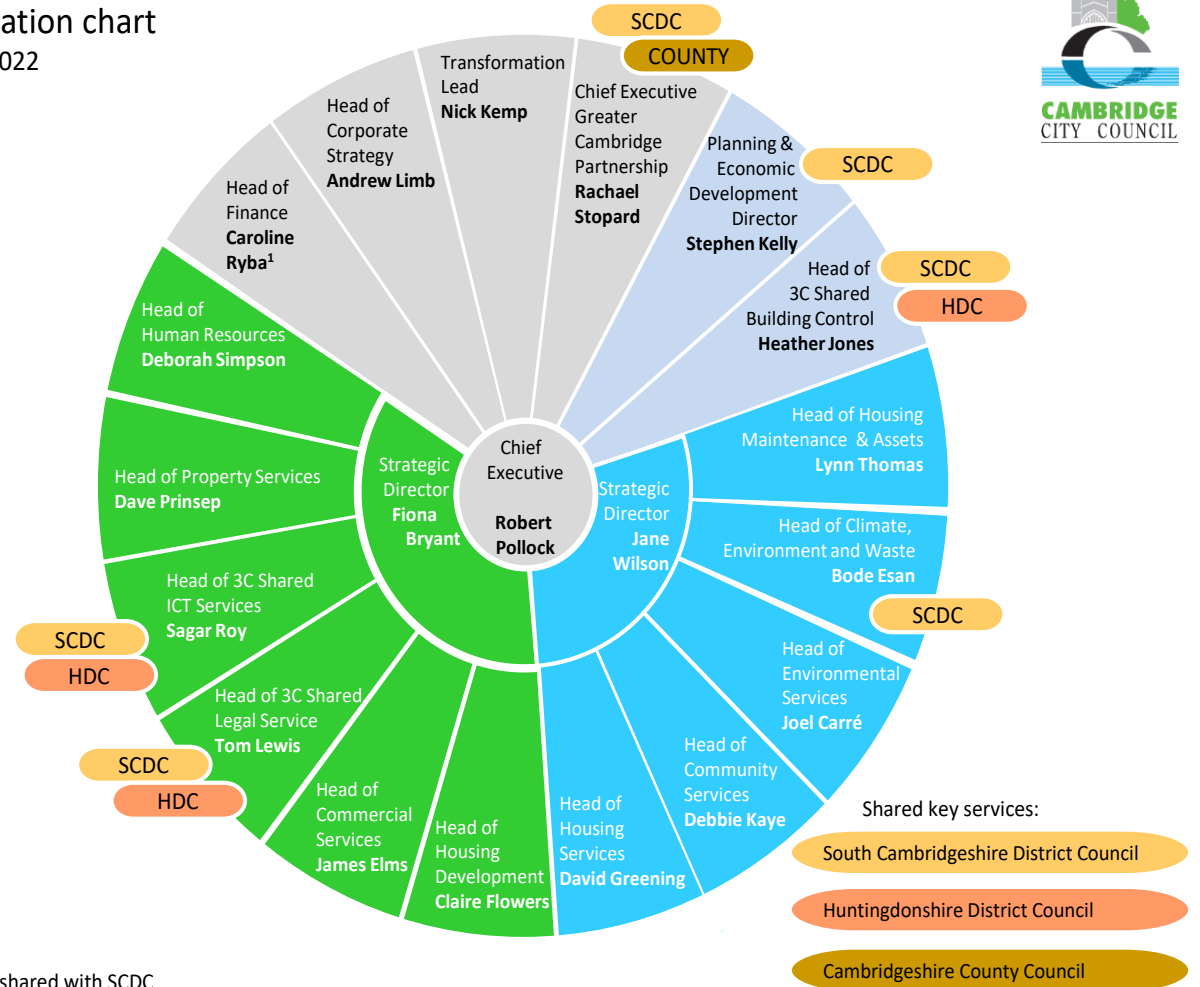 ation chart
022
CAMBRIDGE
CITY COUNCIL
SCDC
COUNTY
Transformation
Lead
Nick Kemp
Chief Executive
Greater
Cambridge
Partnership
Rachael
Stopard
Head of
Corporate
Strategy
Andrew Limb
Head of
Finance
Caroline
Ryba¹
Planning &
Economic
Development
Director
Stephen Kelly
SCDC
Head of
3C Shared
Building Control
Heather Jones
SCDC
HDC
Head of
Human Resources
Deborah Simpson
Head of Property Services
Dave Prinsep
Head of 3C Shared
ICT Services
Sagar Roy
SCDC
HDC
Head of 3C Shared
Legal Service
Tom Lewis
SCDC
HDC
Head of
Commercial
Services
James Elms
Head of
Housing
Development
Claire Flowers
Strategic
Director
Fiona
Bryant
Chief
Executive
Robert
Pollock
Strategic
Director
Jane
Wilson
Head of Housing
Maintenance & Assets
Lynn Thomas
Head of Climate,
Environment and Waste
Bode Esan
SCDC
Head of
Environmental
Services
Joel Carré
Head of
Community
Services
Debbie Kaye
Head of
Housing
Services
David Greening
Shared key services:
South Cambridgeshire District Council
Huntingdonshire District Council
Cambridgeshire County Council
shared with SCDC